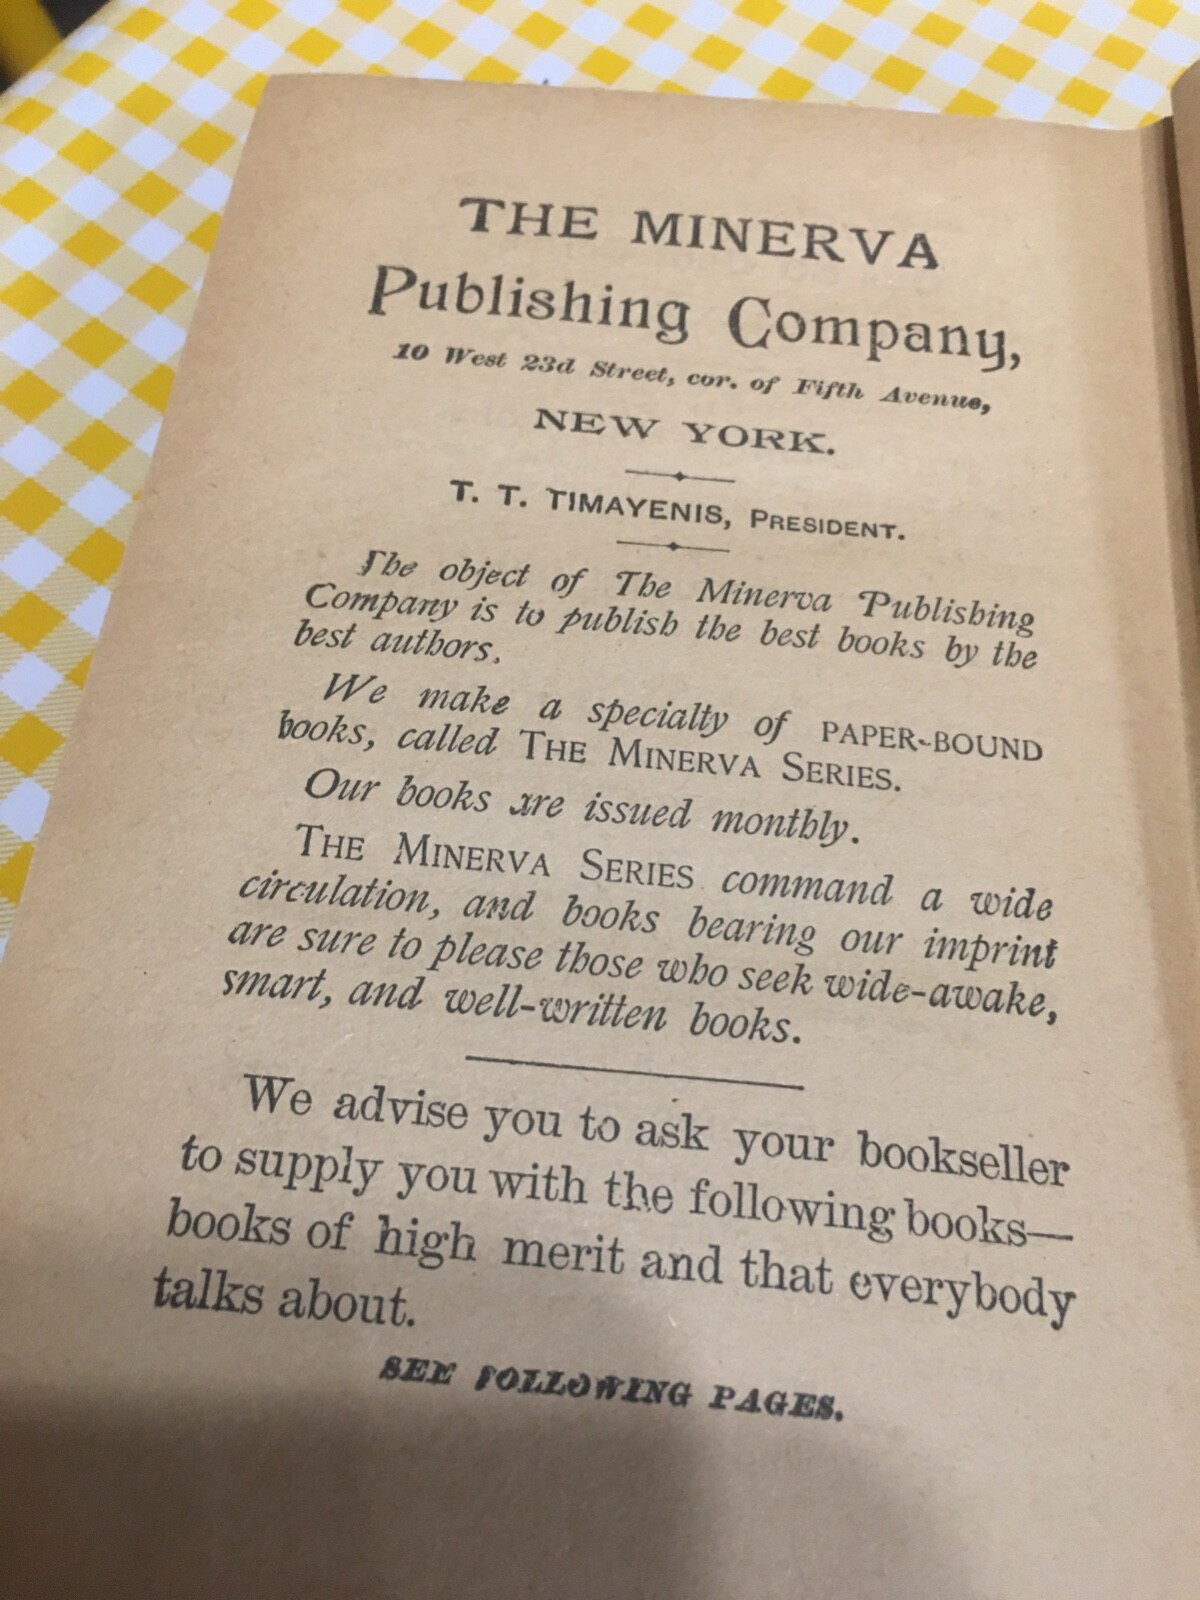 THE MINERVA
Publishing Company,
10 West 23d Street, cor. of Fifth Avenue,
NEW YORK.
T. T. TIMAYENIS, PRESIDENT.
The object of The Minerva Publishing
Company is to publish the best books by the
best authors.
We make a specialty of PAPER-BOUND
books, called THE MINERVA SERIES.
Our books are issued monthly.
THE MINERVA SERIES command a wide
circulation, and books bearing our imprint
are sure to please those who seek wide-awake,
smart, and well-written books.
We advise you to ask your bookseller
to supply you with the following books—
books of high merit and that everybody
talks about.
SEE FOLLOWING PAGES.